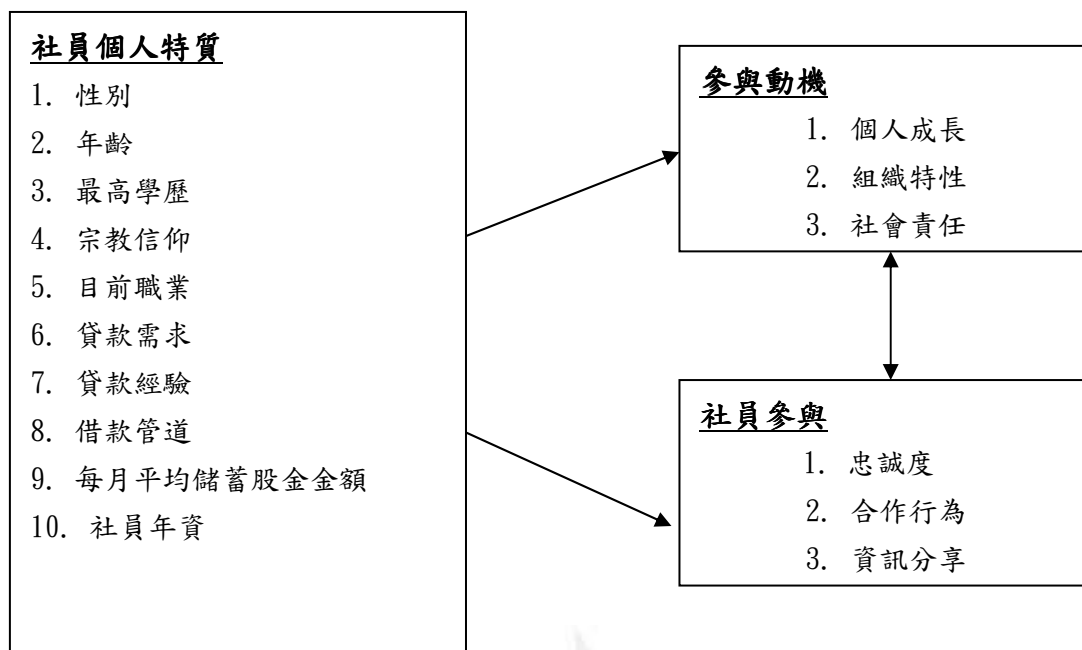 社員個人特質
1. 性別
2. 年齡
3. 最高學歷
4. 宗教信仰
5. 目前職業
6. 貸款需求
7. 貸款經驗
8. 借款管道
9. 每月平均儲蓄股金金額
10. 社員年資
參與動機
1. 個人成長
2. 組織特性
3. 社會責任
社員參與
1. 忠誠度
2. 合作行為
3. 資訊分享